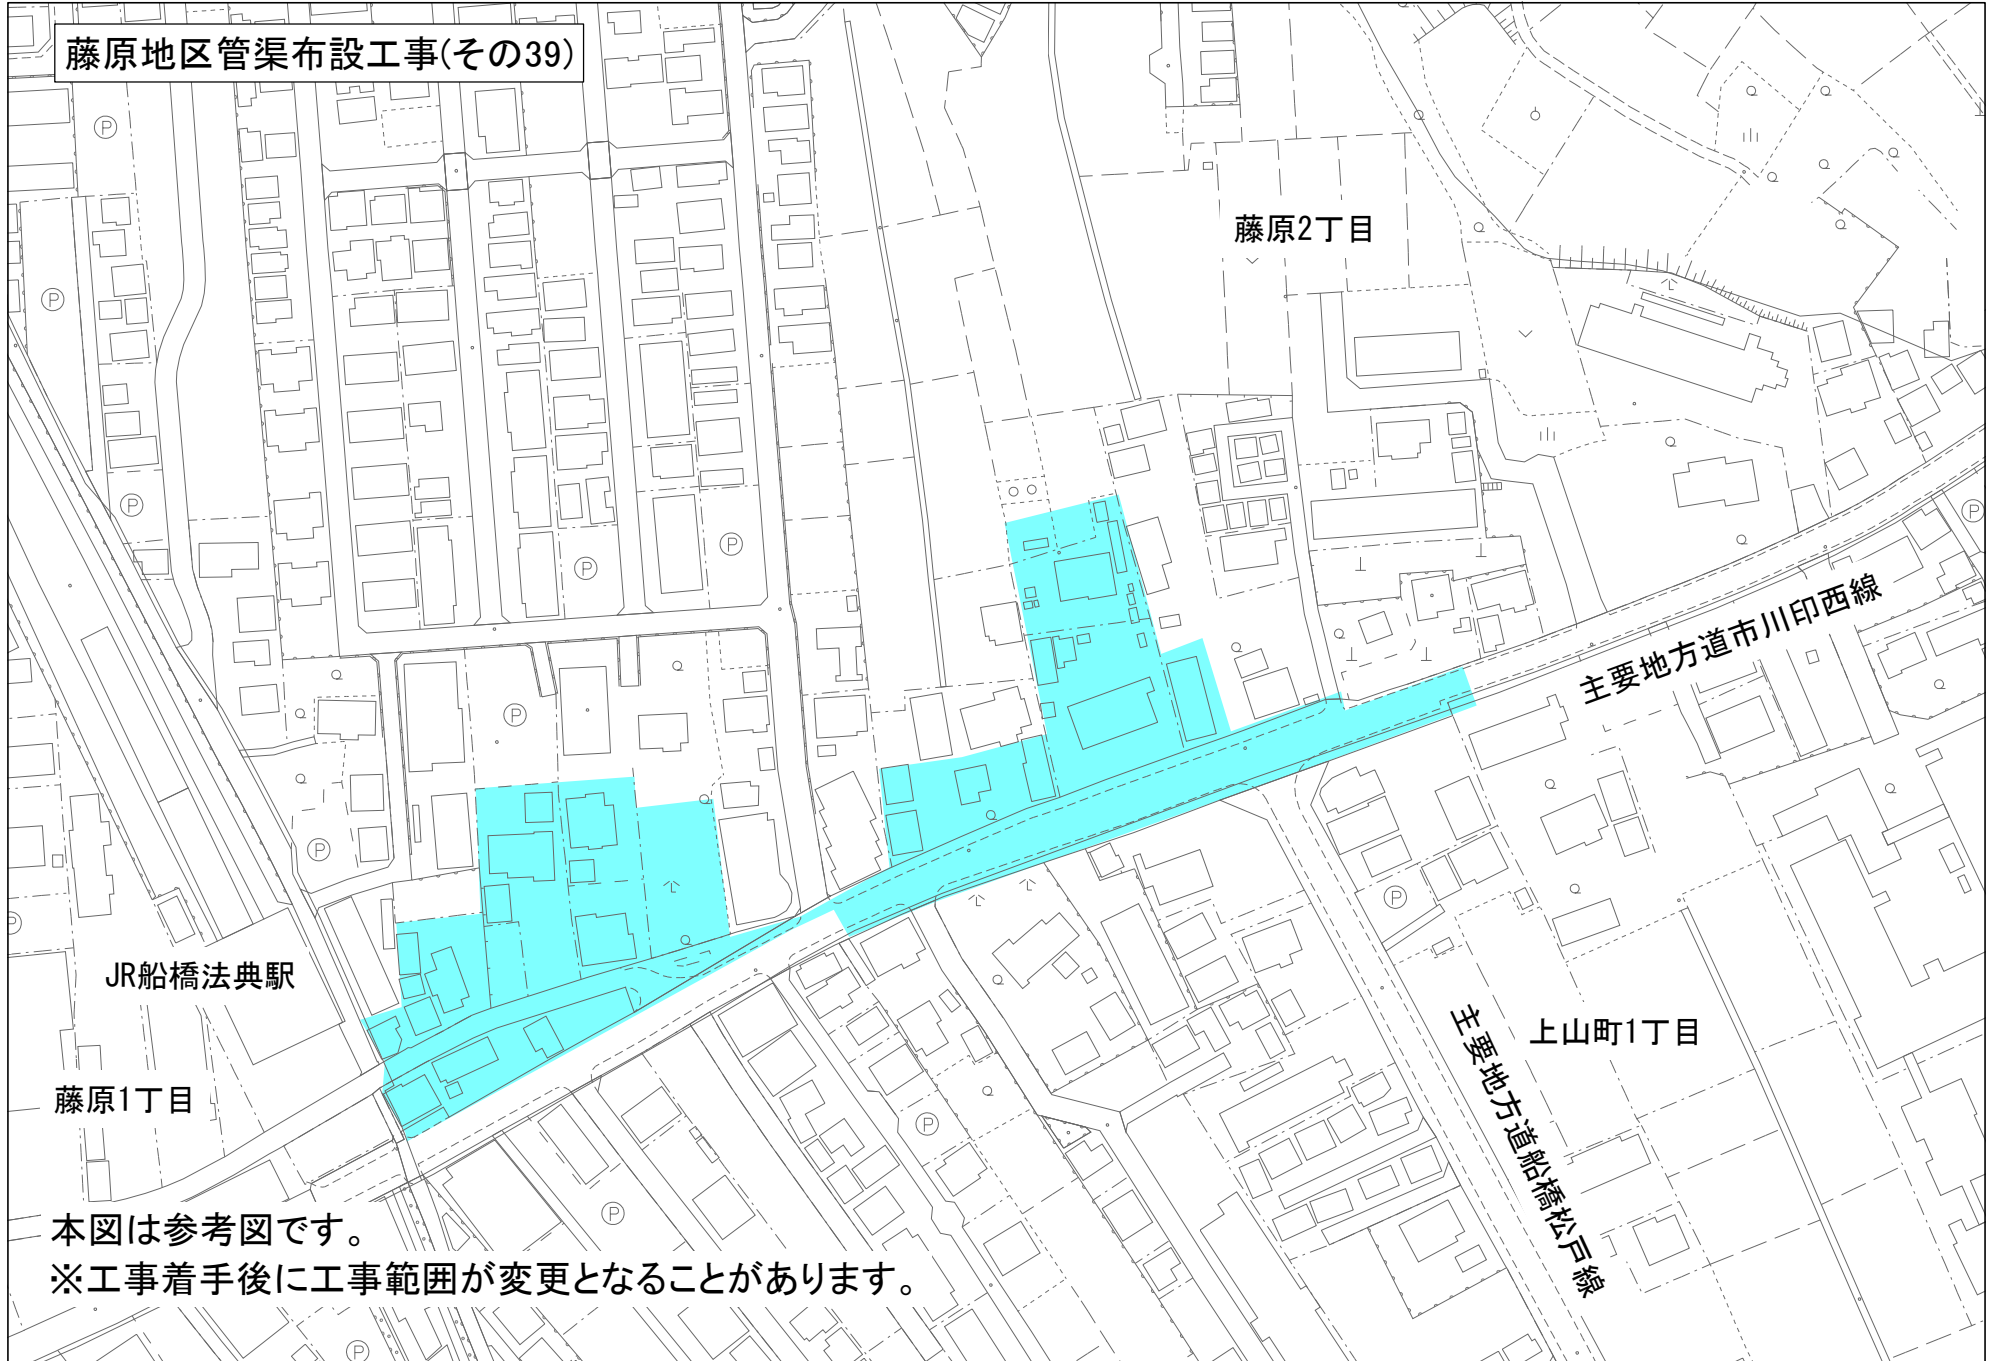 藤原地区管渠布設工事(その39)
P
P
藤原2丁目
P
P
P
P
主要地方道市川印西線
P
P
P
P
JR船橋法典駅
主要地方道船橋松戸線
上山町1丁目
藤原1丁目
P
P
本図は参考図です。
※工事着手後に工事範囲が変更となることがあります。
P